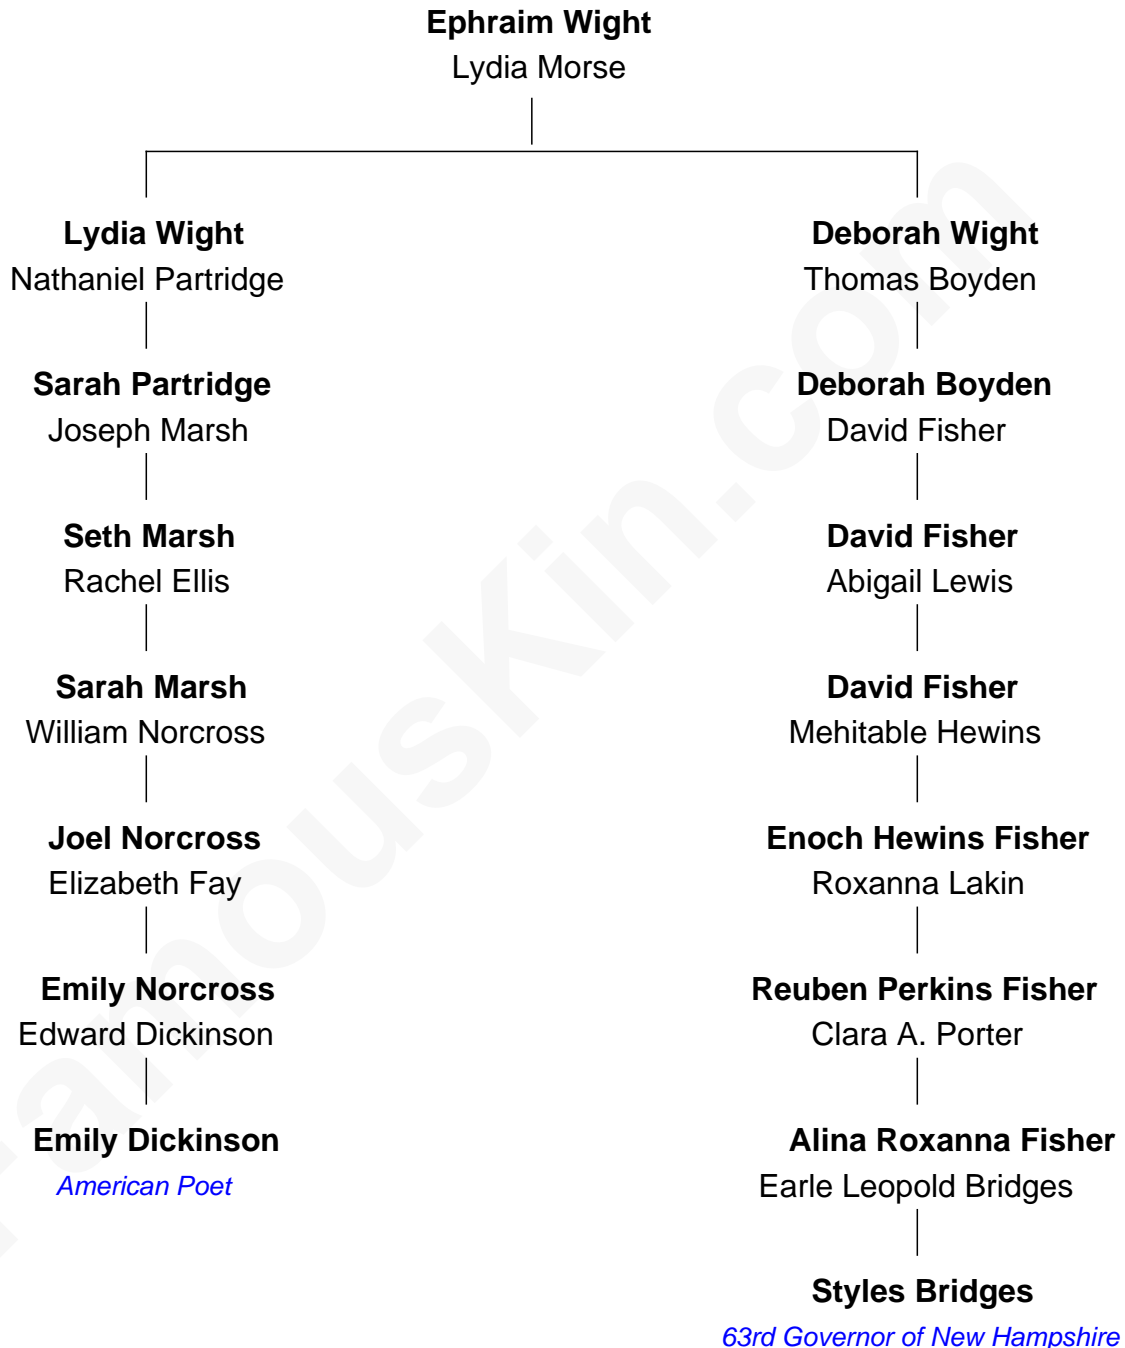 Ephraim Wight
Lydia Morse
Lydia Wight
Nathaniel Partridge
Deborah Wight
Thomas Boyden
Sarah Partridge
Joseph Marsh
Deborah Boyden
David Fisher
Seth Marsh
Rachel Ellis
David Fisher
Abigail Lewis
Sarah Marsh
William Norcross
David Fisher
Mehitable Hewins
Joel Norcross
Elizabeth Fay
Enoch Hewins Fisher
Roxanna Lakin
Emily Norcross
Edward Dickinson
Reuben Perkins Fisher
Clara A. Porter
Emily Dickinson
American Poet
Alina Roxanna Fisher
Earle Leopold Bridges
Styles Bridges
63rd Governor of New Hampshire
FamousKin.com